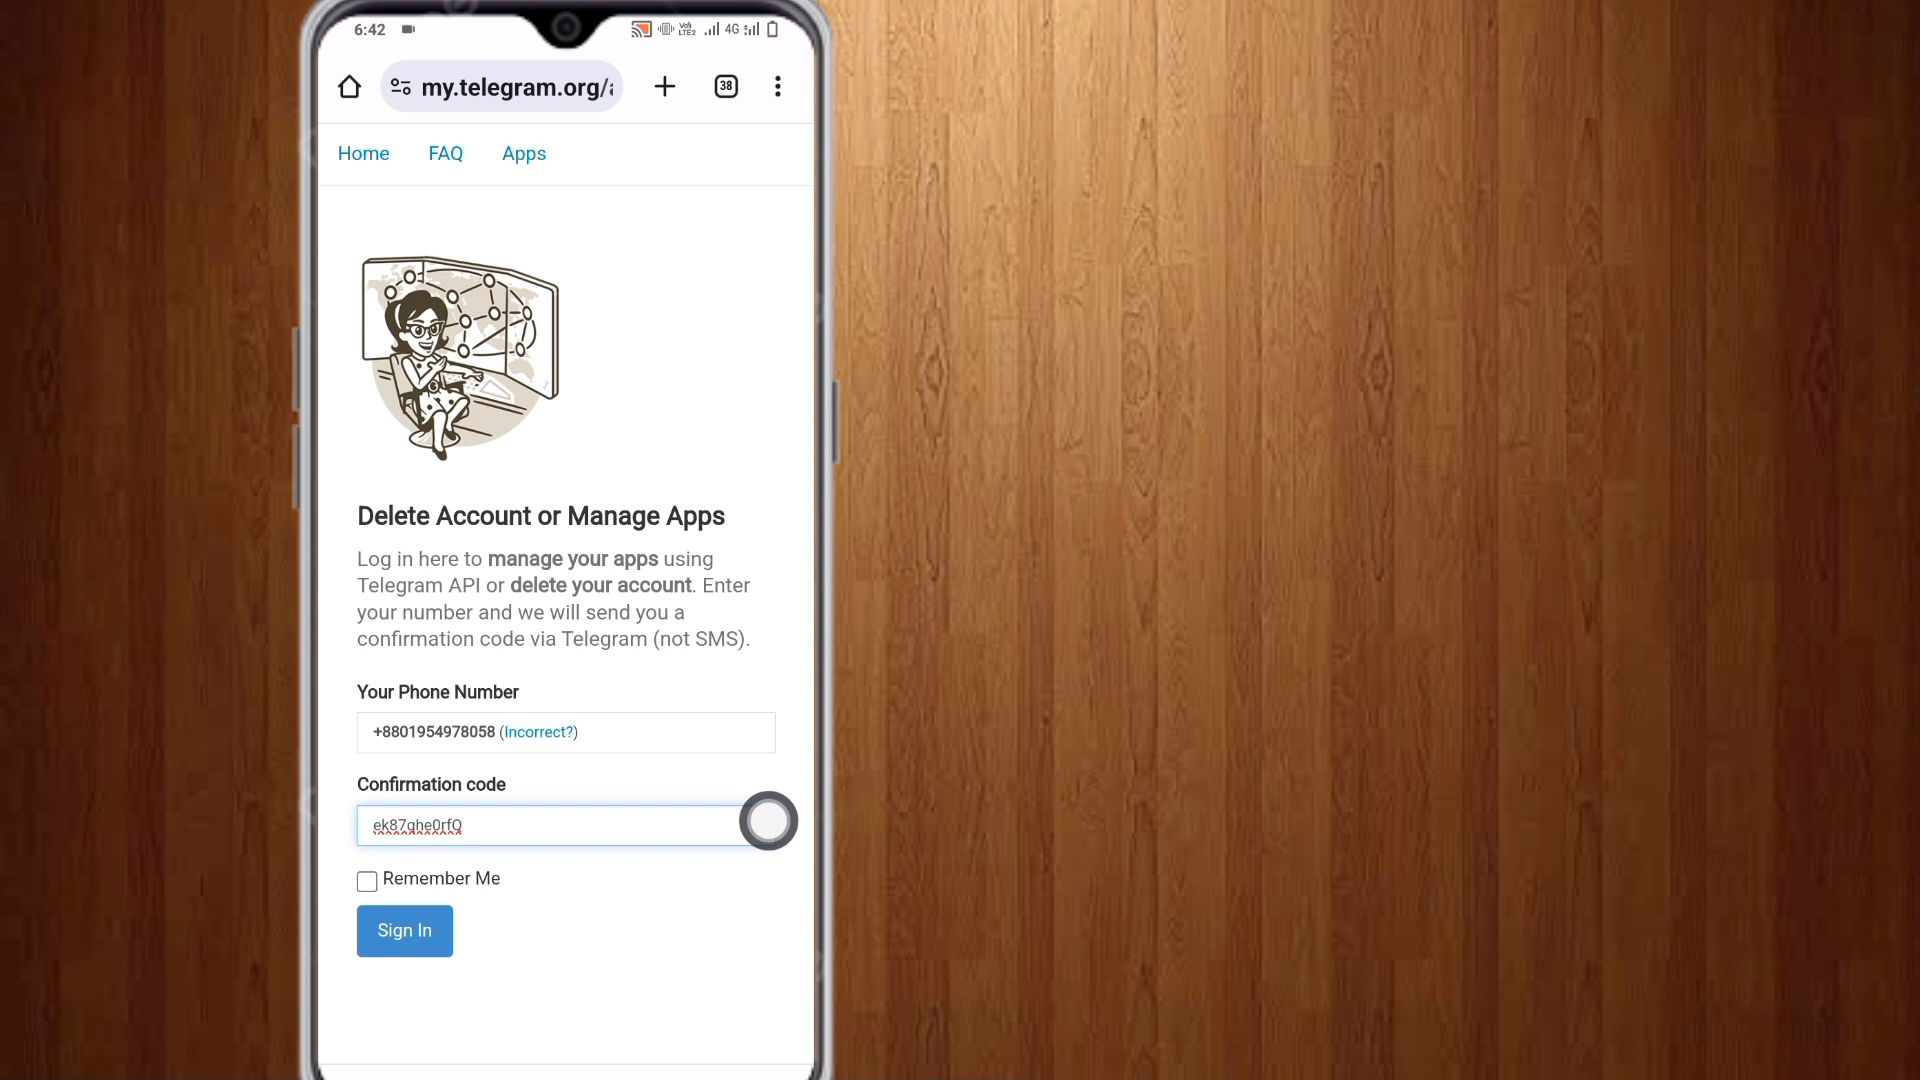 6:42
Vo)) LTE2 4G
my.telegram.org/a
38
Home FAQ Apps
Delete Account or Manage Apps
Log in here to manage your apps using
Telegram API or delete your account. Enter
your number and we will send you a
confirmation code via Telegram (not SMS).
Your Phone Number
+8801954978058 (Incorrect?)
Confirmation code
ek87qhe0rfQ
Remember Me
Sign In